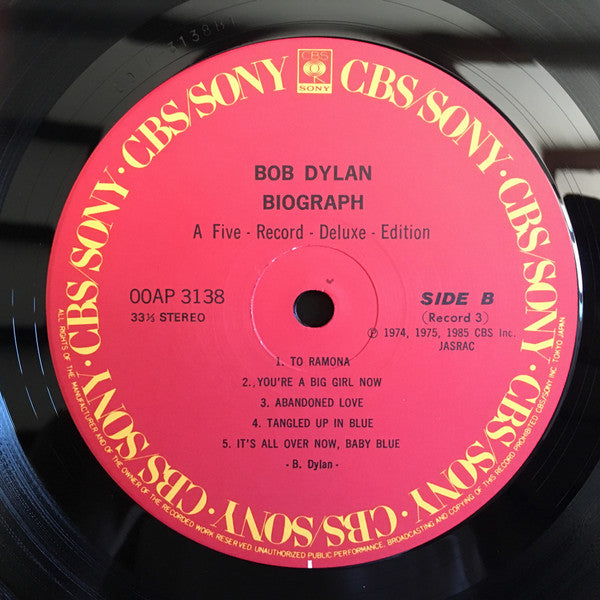 3138B1
CBS
SONY
CBS/SONY · CBS/SONY · CBS/SONY · CBS/SONY · CBS/SONY · CBS/SONY · CBS/SONY · CBS/SONY
BOB DYLAN
BIOGRAPH
A Five - Record - Deluxe - Edition
OOAP 3138
33⅓ STEREO
SIDE B
(Record 3)
Ⓟ 1974, 1975, 1985 CBS Inc.
JASRAC
1. TO RAMONA
2. YOU'RE A BIG GIRL NOW
3. ABANDONED LOVE
4. TANGLED UP IN BLUE
5. IT'S ALL OVER NOW, BABY BLUE
- B. Dylan -
ALL RIGHTS OF THE MANUFACTURER AND OF THE OWNER OF THE RECORDED WORK RESERVED. UNAUTHORIZED PUBLIC PERFORMANCE, BROADCASTING AND COPYING OF THIS RECORD PROHIBITED. CBS/SONY INC. TOKYO JAPAN